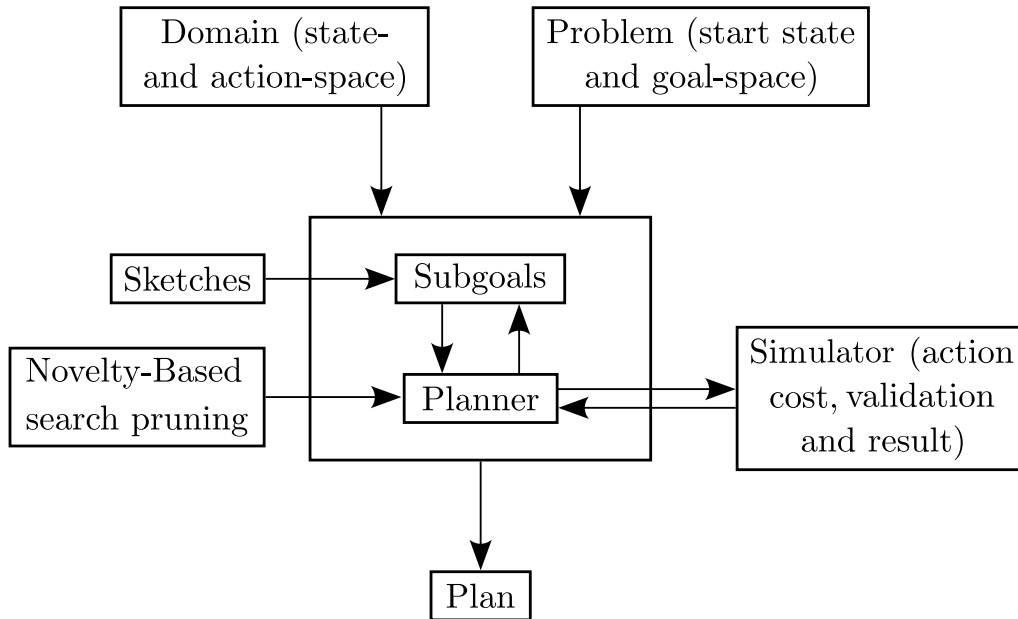 Domain (state-
and action-space)
Problem (start state
and goal-space)
Sketches
Subgoals
Novelty-Based
search pruning
Planner
Simulator (action
cost, validation
and result)
Plan